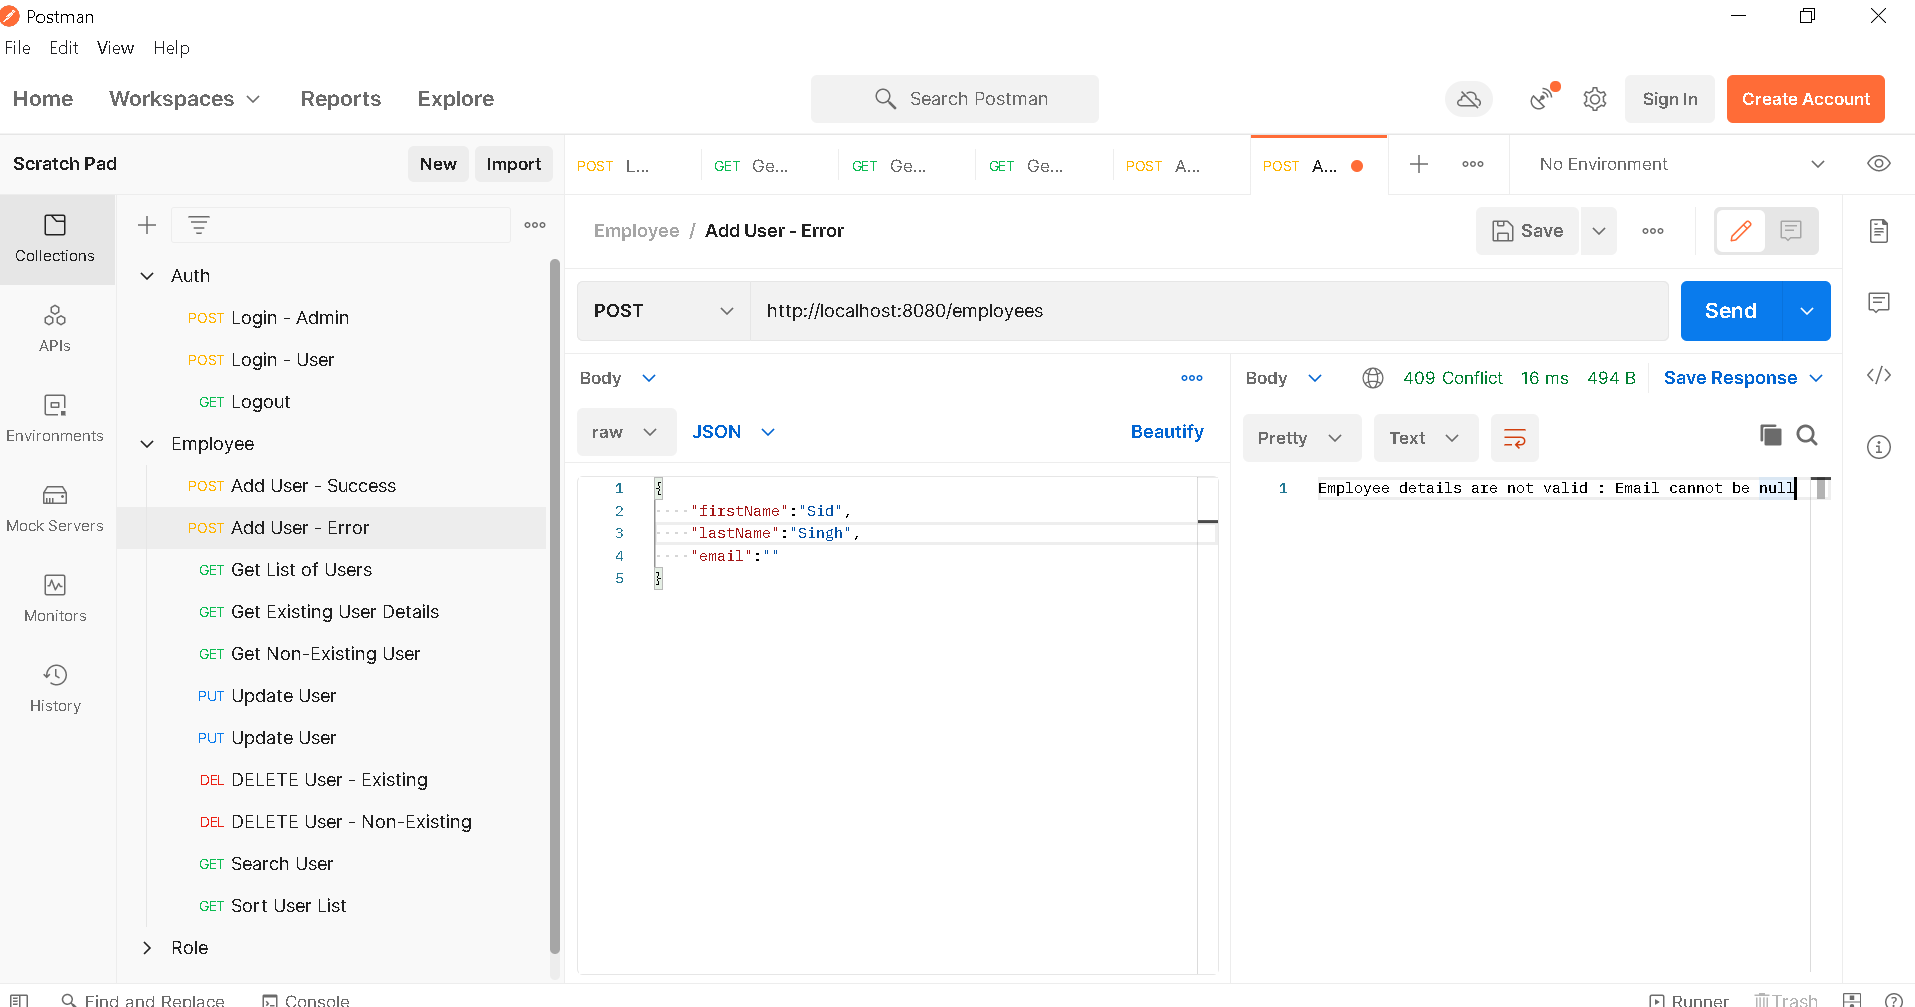 Postman
File Edit View Help
Home Workspaces Reports Explore Search Postman Sign In Create Account
Scratch Pad New Import
POST L... GET Ge... GET Ge... GET Ge... POST A... POST A... No Environment
Collections
APIs
Environments
Mock Servers
Monitors
History
Auth
POST Login - Admin
POST Login - User
GET Logout
Employee
POST Add User - Success
POST Add User - Error
GET Get List of Users
GET Get Existing User Details
GET Get Non-Existing User
PUT Update User
PUT Update User
DEL DELETE User - Existing
DEL DELETE User - Non-Existing
GET Search User
GET Sort User List
Role
Employee / Add User - Error Save
POST http://localhost:8080/employees Send
Body
raw JSON Beautify
1 {
2 "firstName":"Sid",
3 "lastName":"Singh",
4 "email":""
5 }
Body 409 Conflict 16 ms 494 B Save Response
Pretty Text
1 Employee details are not valid : Email cannot be null
Find and Replace Console Runner Trash